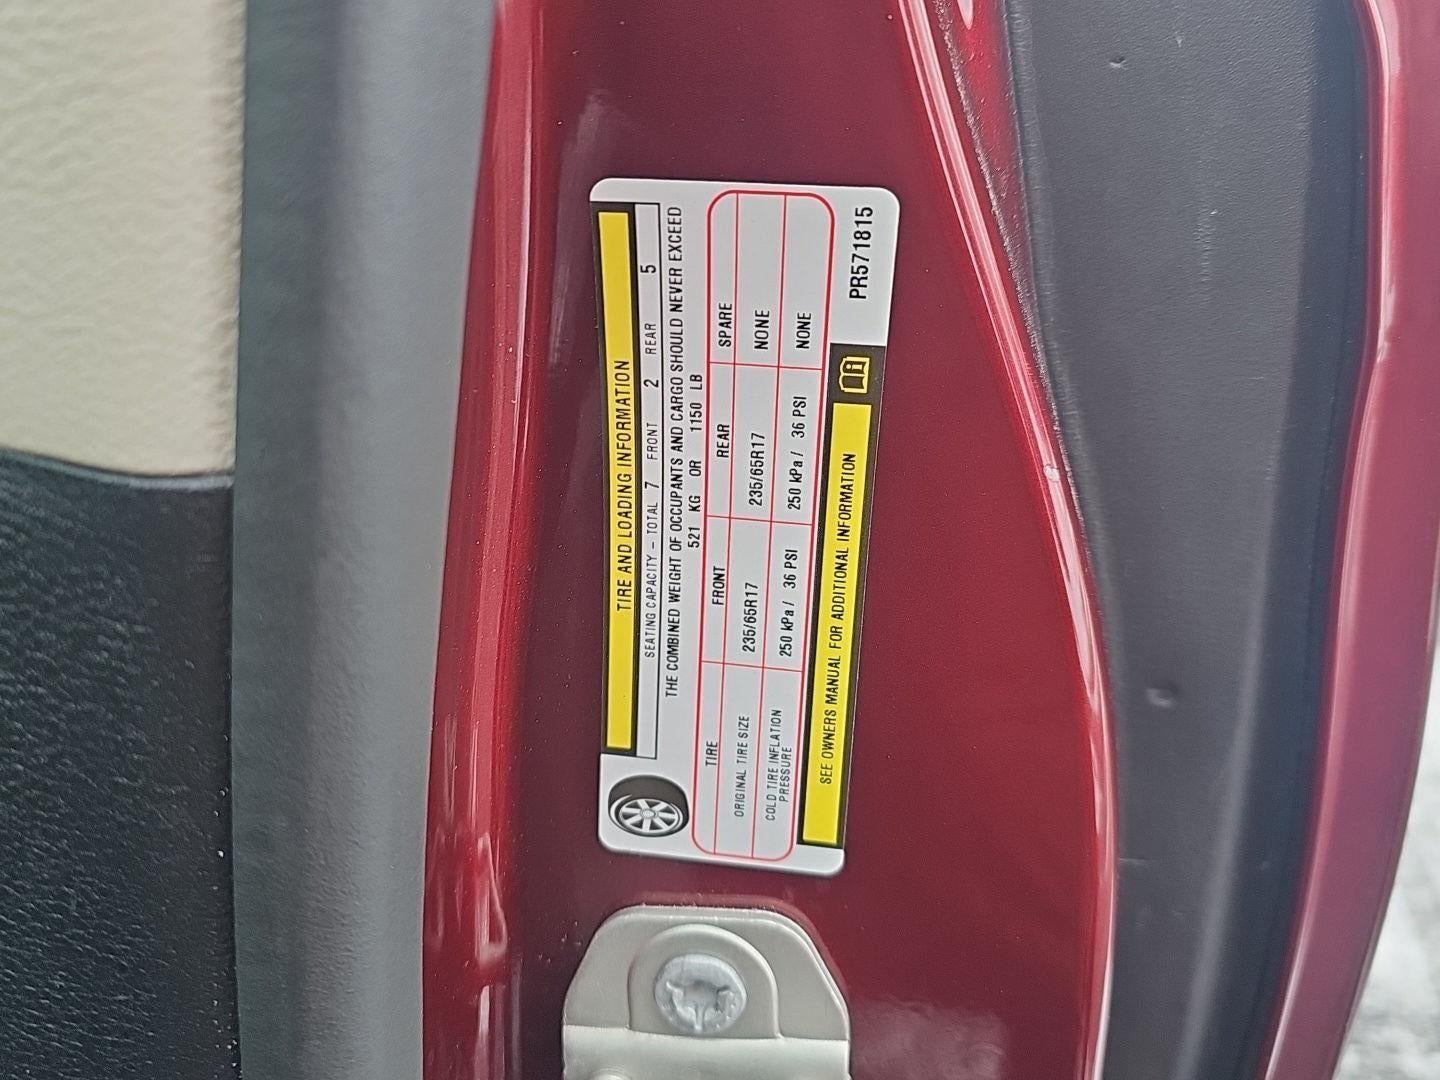 TIRE AND LOADING INFORMATION
SEATING CAPACITY – TOTAL 7 FRONT 2 REAR 5
THE COMBINED WEIGHT OF OCCUPANTS AND CARGO SHOULD NEVER EXCEED
521 KG OR 1150 LB
TIRE FRONT REAR SPARE
ORIGINAL TIRE SIZE 235/65R17 235/65R17 NONE
COLD TIRE INFLATION
PRESSURE 250 kPa / 36 PSI 250 kPa / 36 PSI NONE
SEE OWNERS MANUAL FOR ADDITIONAL INFORMATION
PR571815